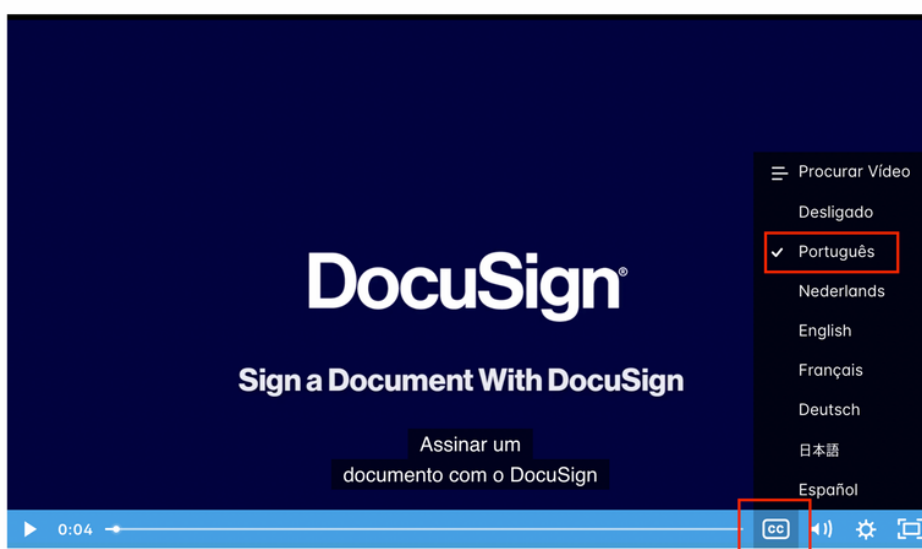 DocuSign®
Sign a Document With DocuSign
Assinar um
documento com o DocuSign
Procurar Vídeo
Desligado
Português
Nederlands
English
Français
Deutsch
日本語
Español
0:04
CC